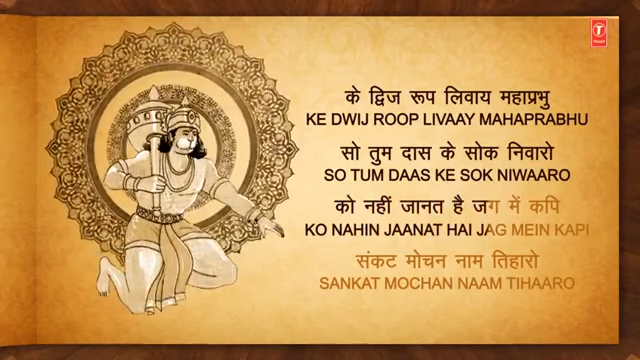 के द्विज रूप लिवाय महाप्रभु
KE DWIJ ROOP LIVAAY MAHAPRABHU
सो तुम दास के सोक निवारो
SO TUM DAAS KE SOK NIWAARO
को नहीं जानत है जग में कपि
KO NAHIN JAANAT HAI JAG MEIN KAPI
संकट मोचन नाम तिहारो
SANKAT MOCHAN NAAM TIHAARO